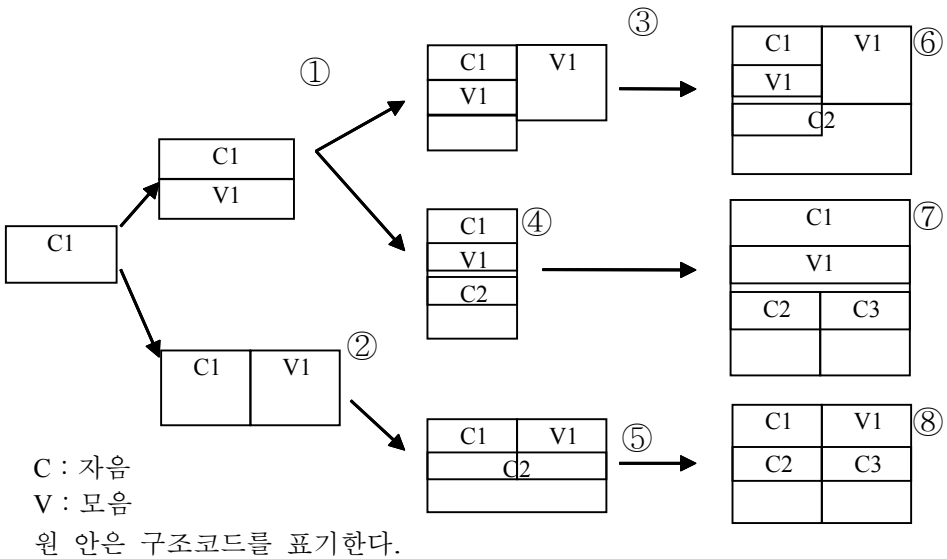 ③
C1 V1 ⑥
C1 V1
① V1
V1 C2
C1
V1 C1 ⑦
C1 ④
C1 V1
V1
C2 C2 C3
C1 V1 ②
C1 V1 ⑧
C1 V1 ⑤
C2 C2 C3
C : 자음
V : 모음
원 안은 구조코드를 표기한다.